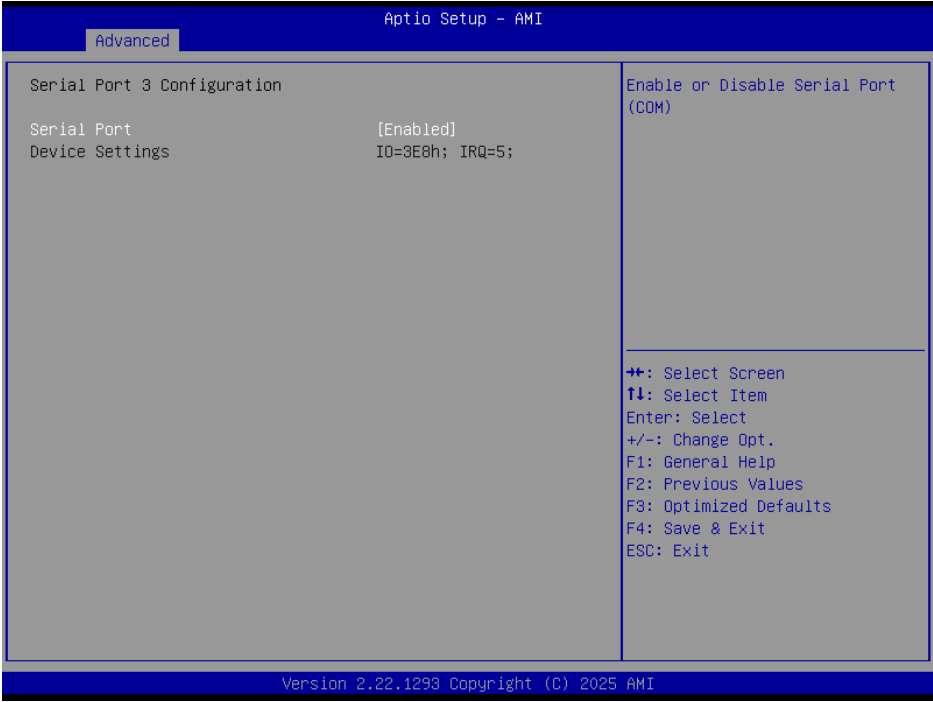 Aptio Setup – AMI
Advanced
Serial Port 3 Configuration
Serial Port [Enabled]
Device Settings IO=3E8h; IRQ=5;
Enable or Disable Serial Port
(COM)
→←: Select Screen
↑↓: Select Item
Enter: Select
+/-: Change Opt.
F1: General Help
F2: Previous Values
F3: Optimized Defaults
F4: Save & Exit
ESC: Exit
Version 2.22.1293 Copyright (C) 2025 AMI